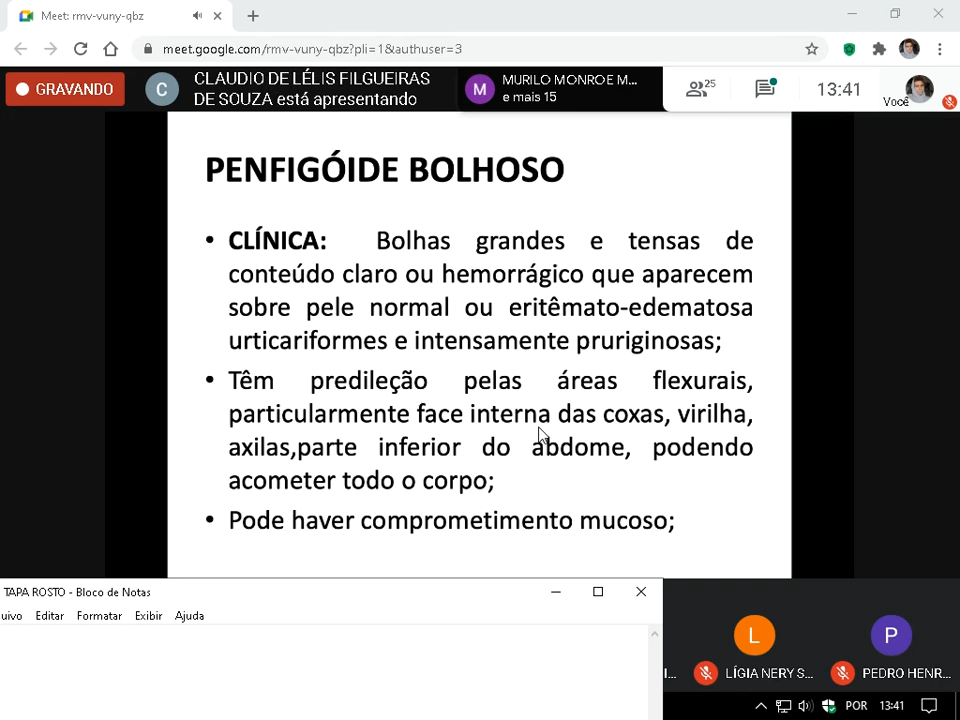 Meet: rmv-vuny-qbz
meet.google.com/rmv-vuny-qbz?pli=1&authuser=3
GRAVANDO
C
CLAUDIO DE LÉLIS FILGUEIRAS
DE SOUZA está apresentando
M
MURILO MONROE M...
e mais 15
25
13:41
Você
PENFIGÓIDE BOLHOSO
• CLÍNICA: Bolhas grandes e tensas de
conteúdo claro ou hemorrágico que aparecem
sobre pele normal ou eritêmato-edematosa
urticariformes e intensamente pruriginosas;
• Têm predileção pelas áreas flexurais,
particularmente face interna das coxas, virilha,
axilas,parte inferior do abdome, podendo
acometer todo o corpo;
• Pode haver comprometimento mucoso;
TAPA ROSTO - Bloco de Notas
uivo Editar Formatar Exibir Ajuda
L
P
I...
LÍGIA NERY S...
PEDRO HENR...
POR 13:41